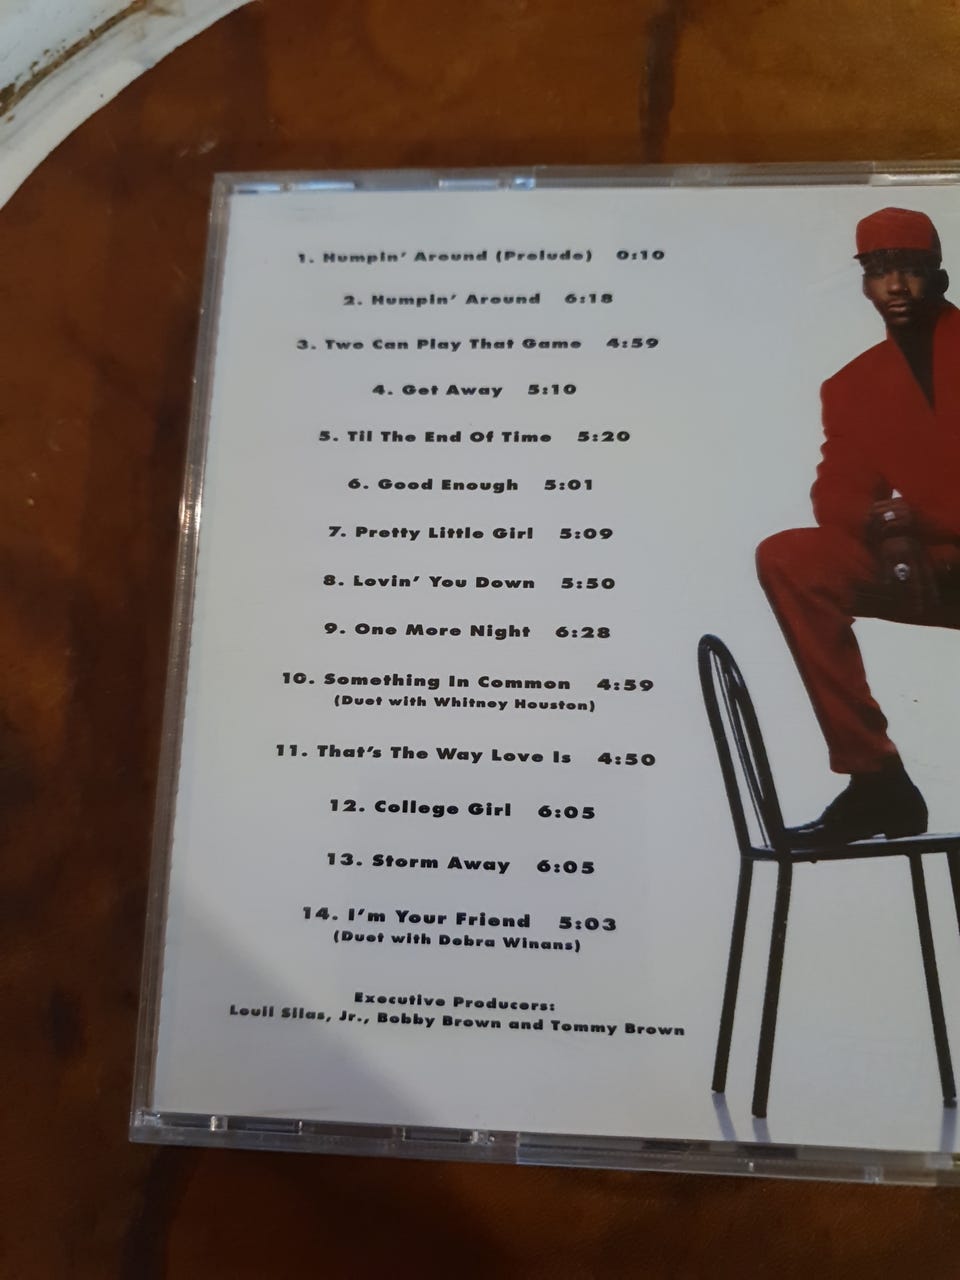 1. Humpin' Around (Prelude) 0:10
2. Humpin' Around 6:18
3. Two Can Play That Game 4:59
4. Get Away 5:10
5. Til The End Of Time 5:20
6. Good Enough 5:01
7. Pretty Little Girl 5:09
8. Lovin' You Down 5:50
9. One More Night 6:28
10. Something In Common 4:59
(Duet with Whitney Houston)
11. That's The Way Love Is 4:50
12. College Girl 6:05
13. Storm Away 6:05
14. I'm Your Friend 5:03
(Duet with Debra Winans)
Executive Producers:
Louil Silas, Jr., Bobby Brown and Tommy Brown